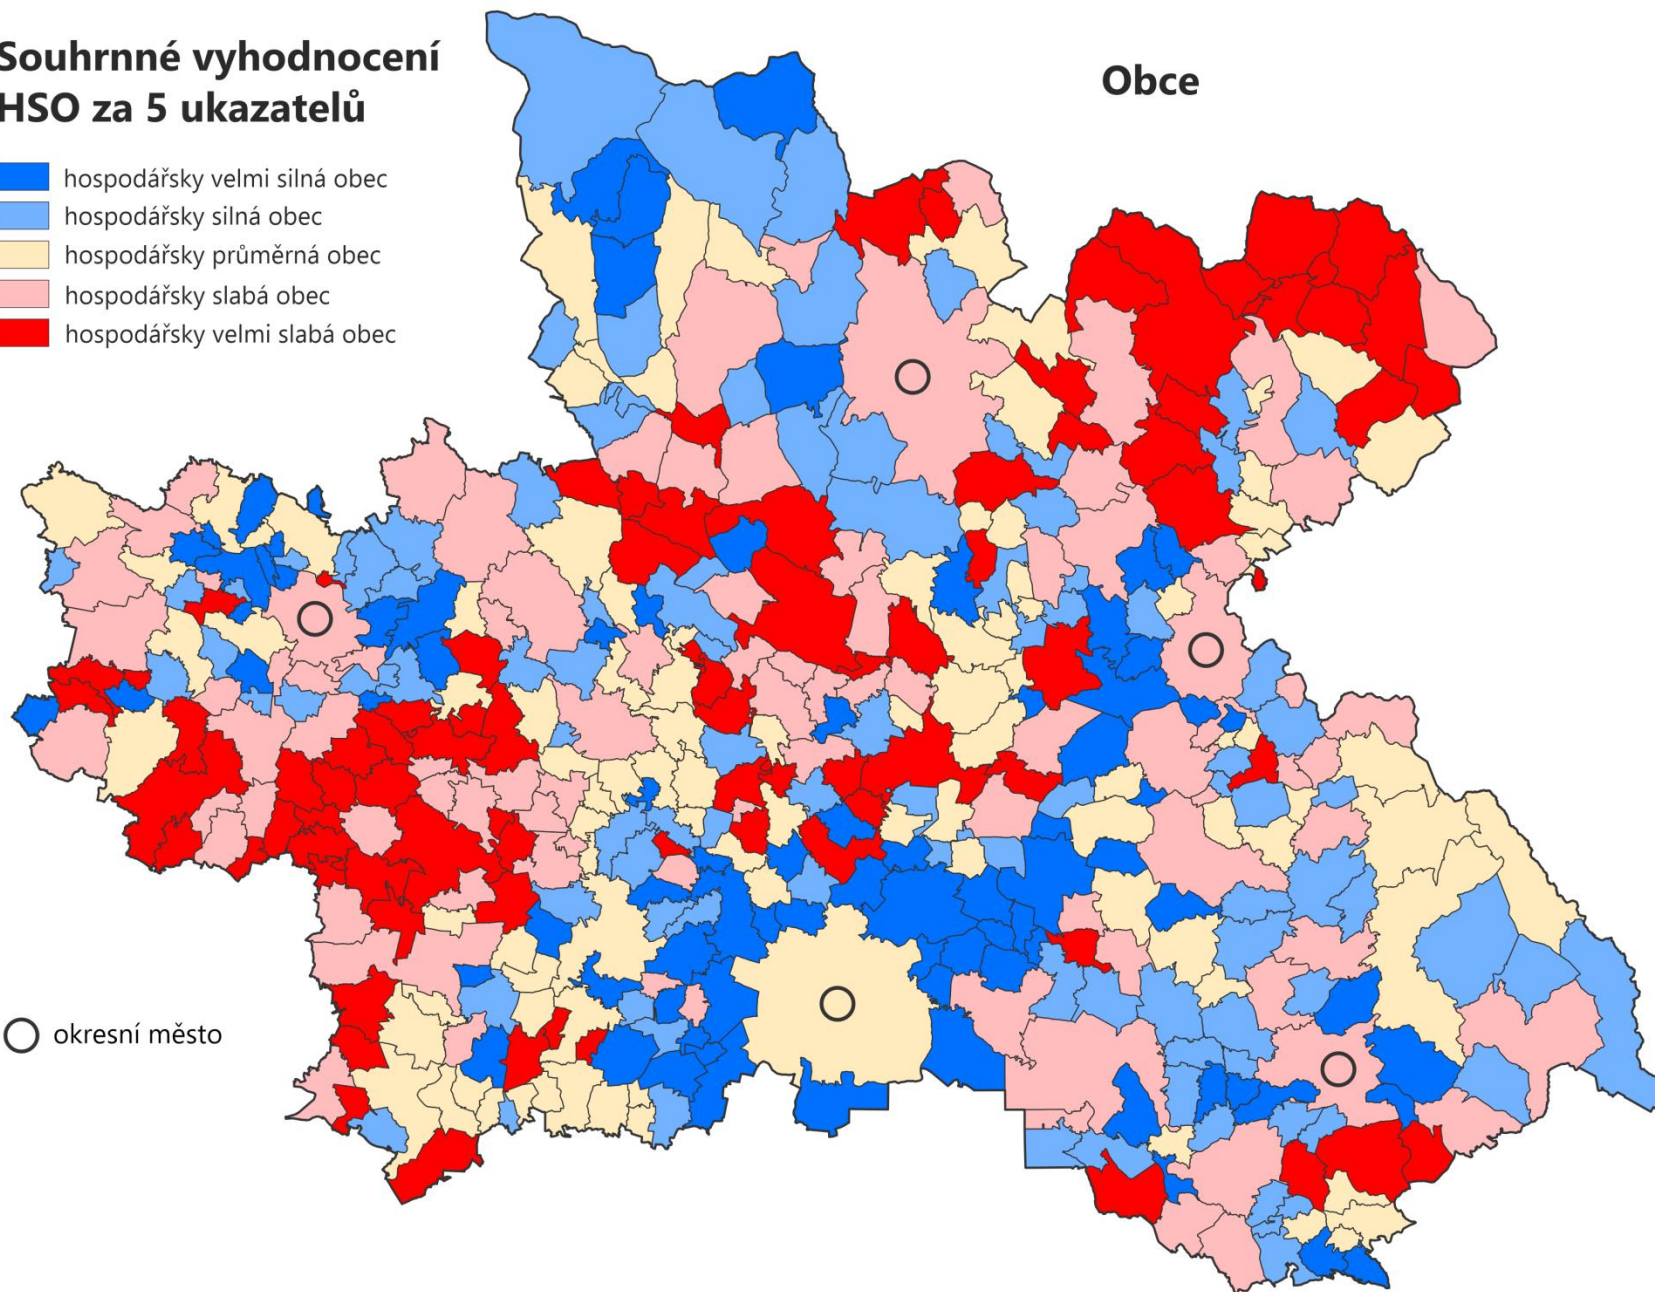 Souhrnné vyhodnocení
HSO za 5 ukazatelů
Obce
hospodářsky velmi silná obec
hospodářsky silná obec
hospodářsky průměrná obec
hospodářsky slabá obec
hospodářsky velmi slabá obec
okresní město